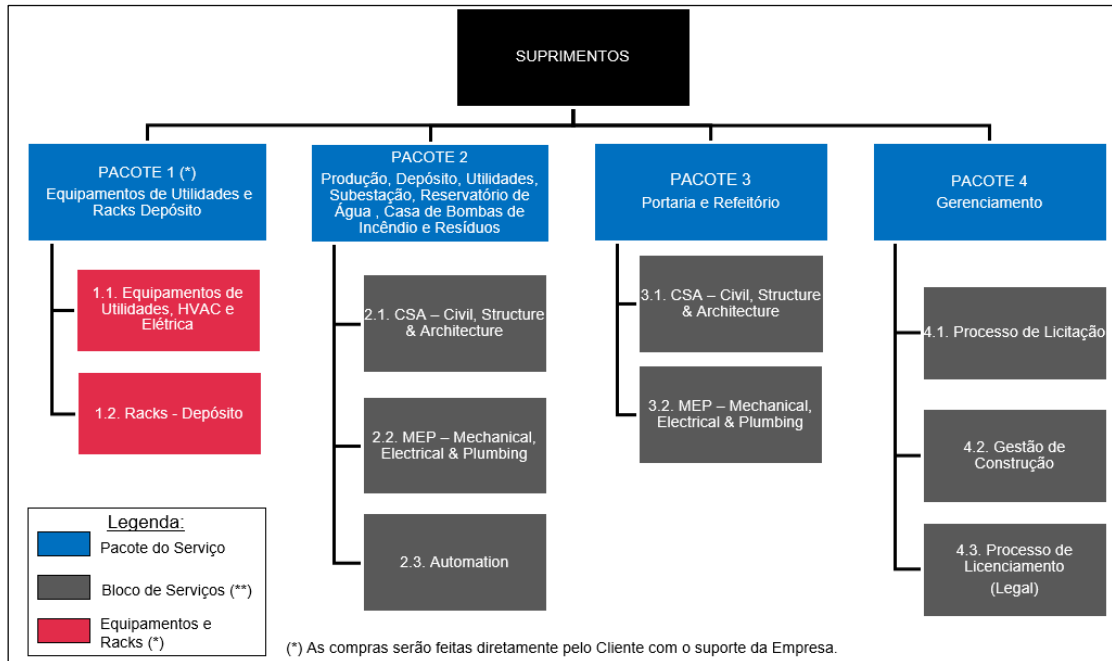 SUPRIMENTOS
PACOTE 1 (*)
Equipamentos de Utilidades e
Racks Depósito
PACOTE 2
Produção, Depósito, Utilidades,
Subestação, Reservatório de
Água , Casa de Bombas de
Incêndio e Resíduos
PACOTE 3
Portaria e Refeitório
PACOTE 4
Gerenciamento
1.1. Equipamentos de
Utilidades, HVAC e
Elétrica
1.2. Racks - Depósito
2.1. CSA – Civil, Structure
& Architecture
2.2. MEP – Mechanical,
Electrical & Plumbing
2.3. Automation
3.1. CSA – Civil, Structure
& Architecture
3.2. MEP – Mechanical,
Electrical & Plumbing
4.1. Processo de Licitação
4.2. Gestão de
Construção
4.3. Processo de
Licenciamento
(Legal)
Legenda:
Pacote do Serviço
Bloco de Serviços (**)
Equipamentos e
Racks (*)
(*) As compras serão feitas diretamente pelo Cliente com o suporte da Empresa.